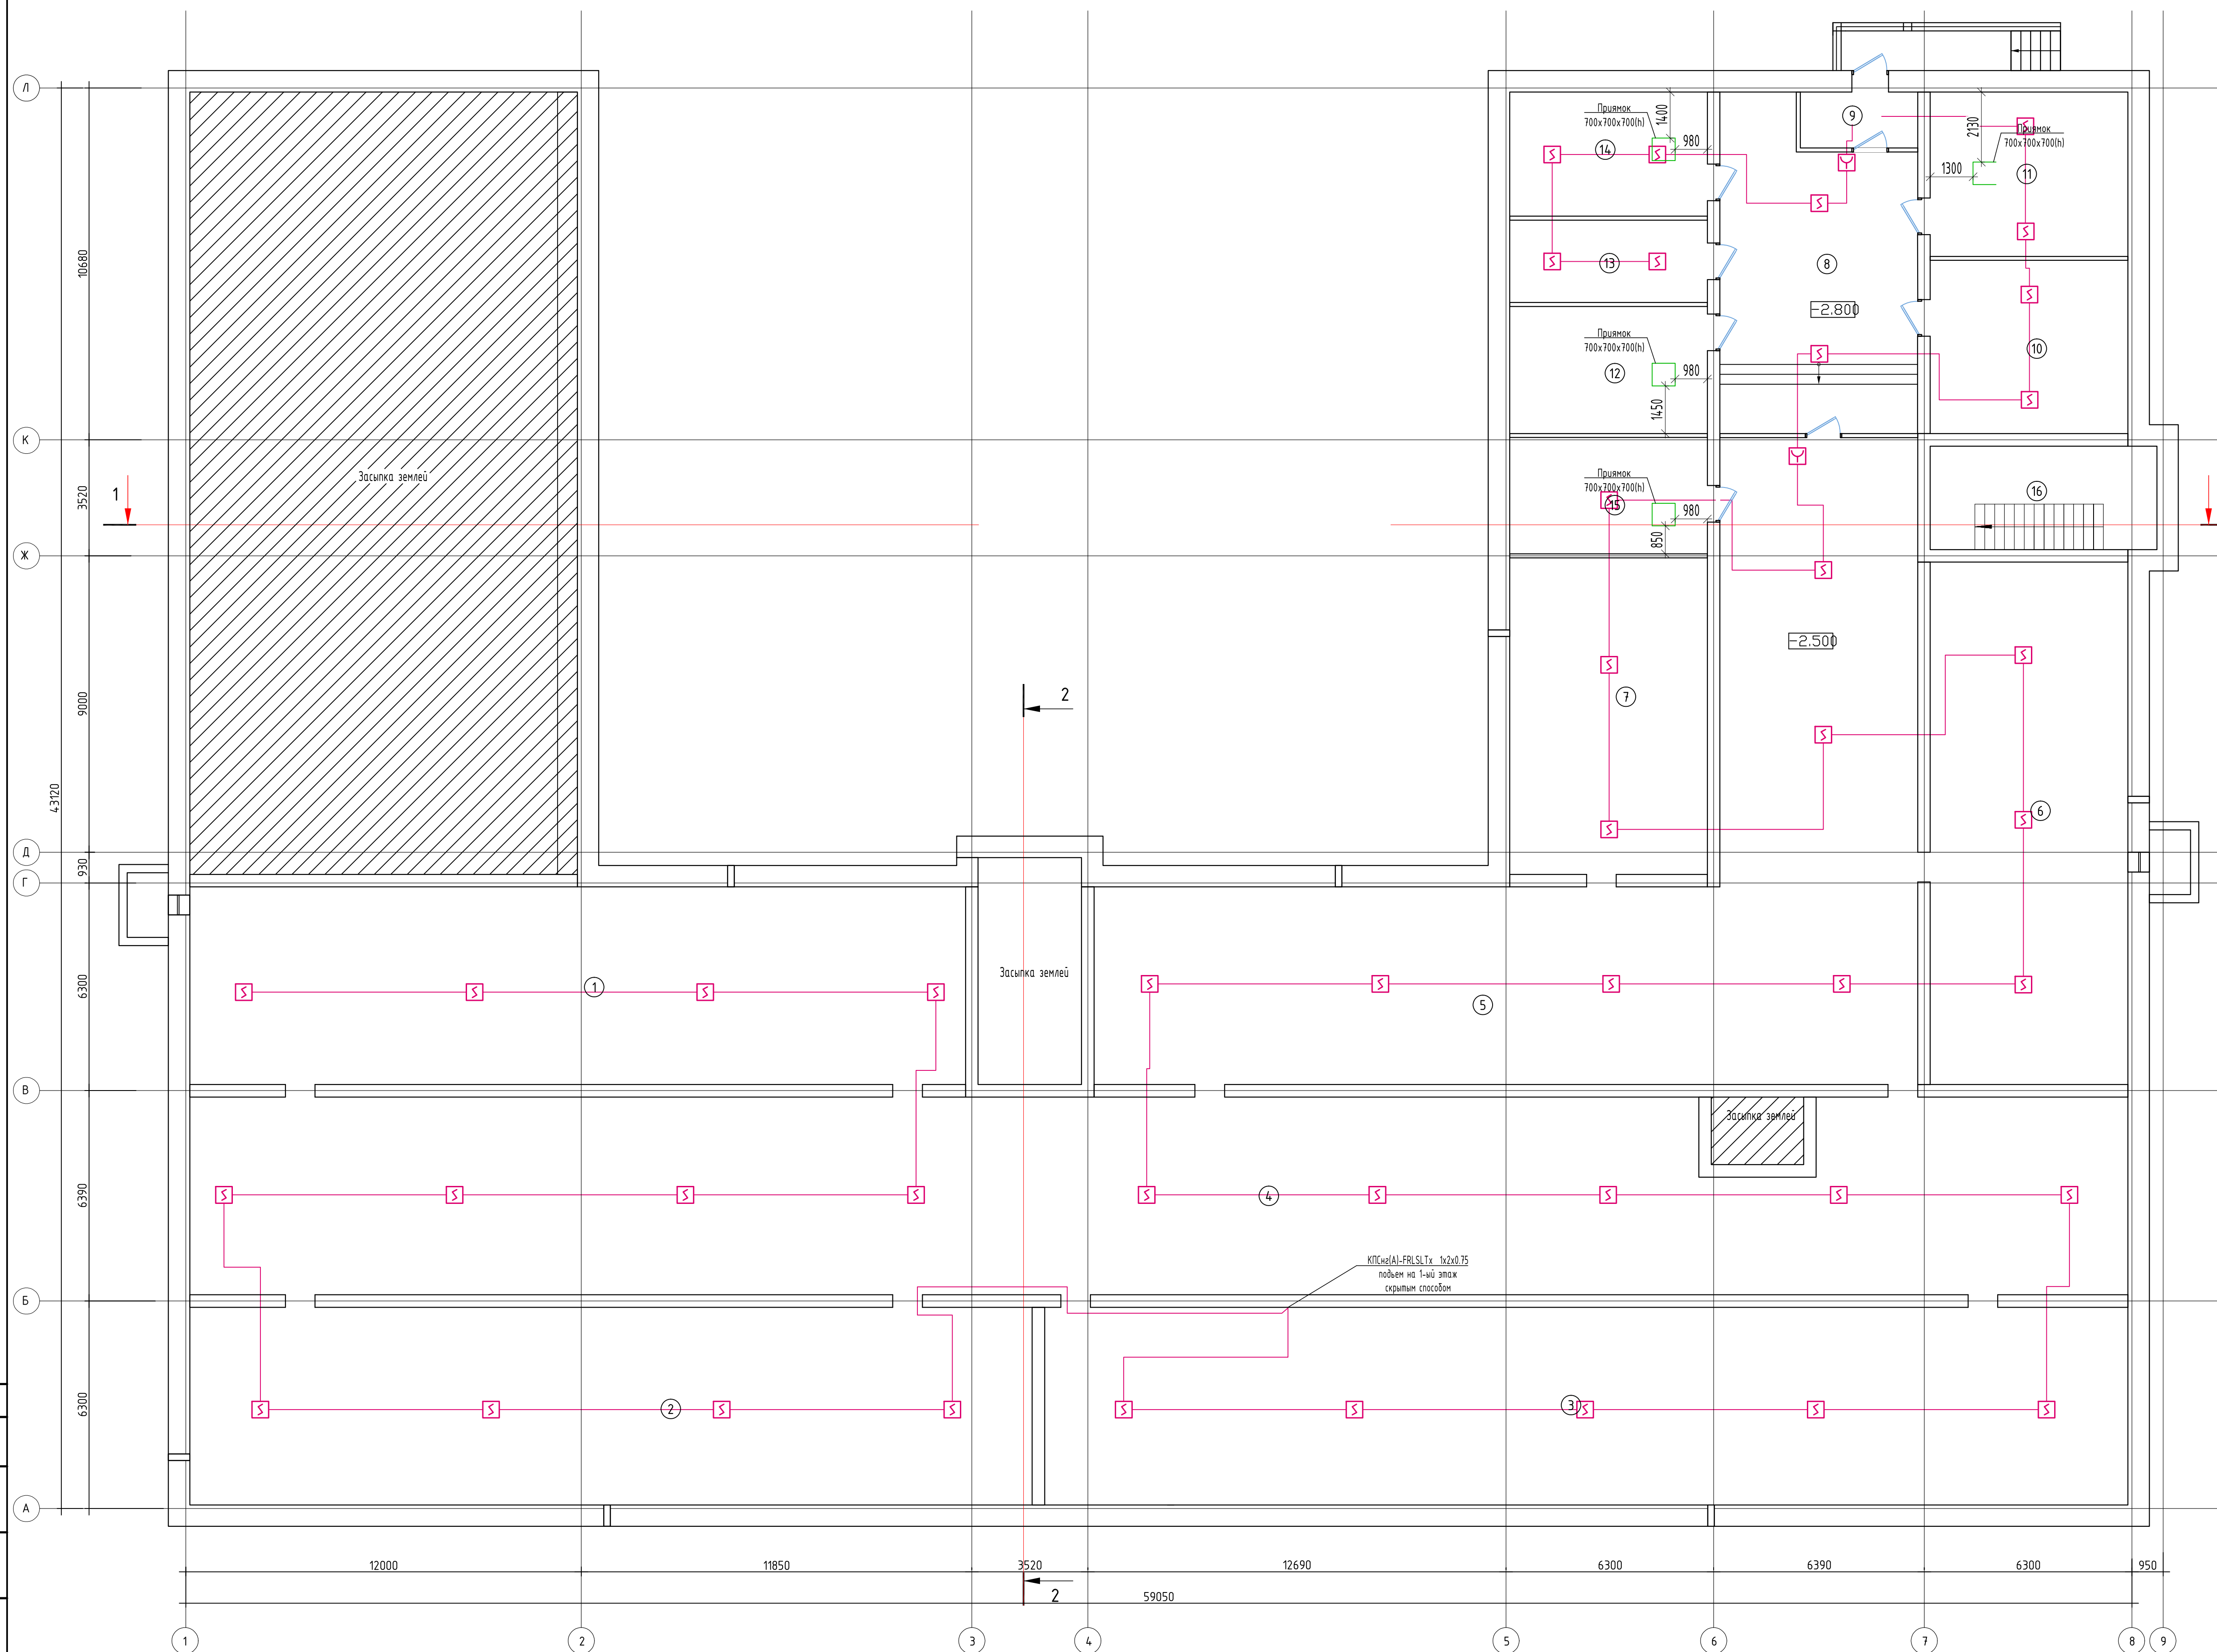 Л
К
Ж
Д
Г
В
Б
А
10680
3520
9000
930
6300
6390
6300
43120
1
Засыпка землей
2
Приямок
700х700х700(h)
1400
980
14
13
Приямок
700х700х700(h)
12
980
1450
Приямок
700х700х700(h)
15
980
850
9
8
-2.800
2130
Приямок
700х700х700(h)
1300
11
10
16
-2.500
7
6
Засыпка землей
1
5
Засыпка землей
4
КПСнг(А)-FRLSLTx 1х2х0.75
подъем на 1-ый этаж
скрытым способом
2
3
12000
11850
3520
12690
6300
6390
6300
950
2
59050
1
2
3
4
5
6
7
8
9